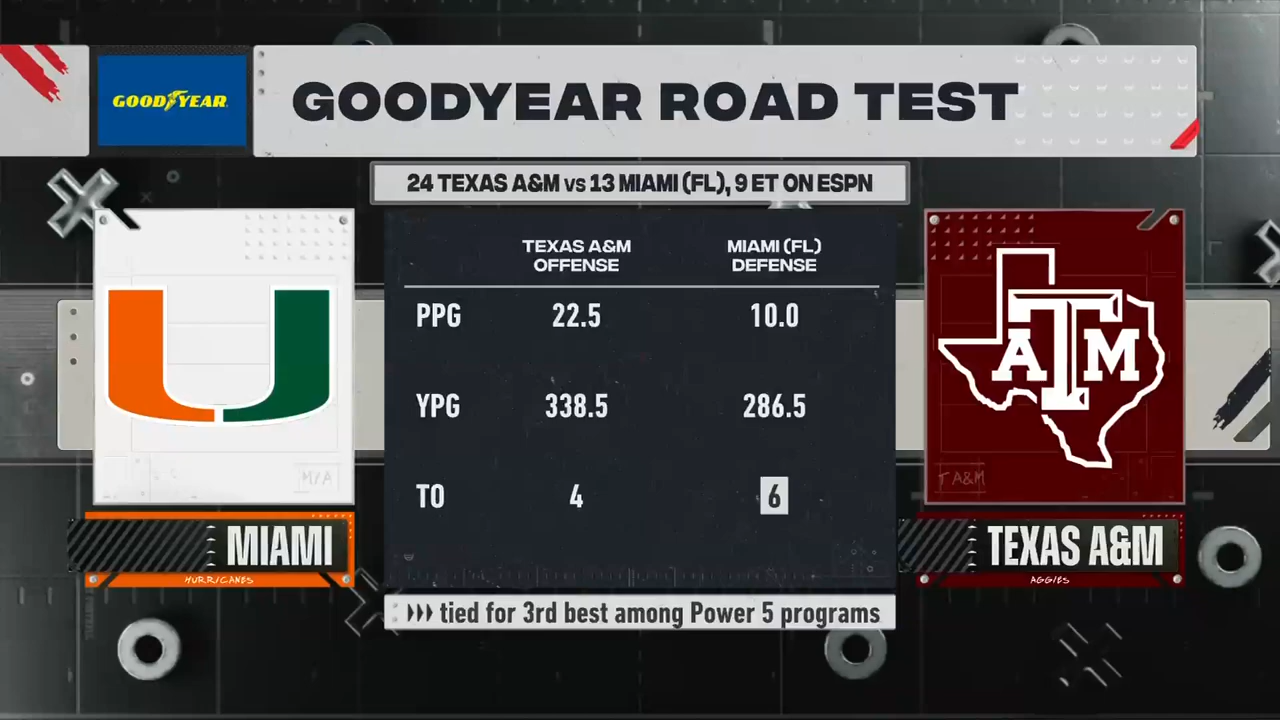 GOODYEAR
GOODYEAR ROAD TEST
24 TEXAS A&M vs 13 MIAMI (FL), 9 ET ON ESPN
TEXAS A&M OFFENSE
MIAMI (FL) DEFENSE
PPG 22.5 10.0
YPG 338.5 286.5
TO 4 6
tied for 3rd best among Power 5 programs
M/A
MIAMI
HURRICANES
A T M
T A&M
TEXAS A&M
AGGIES